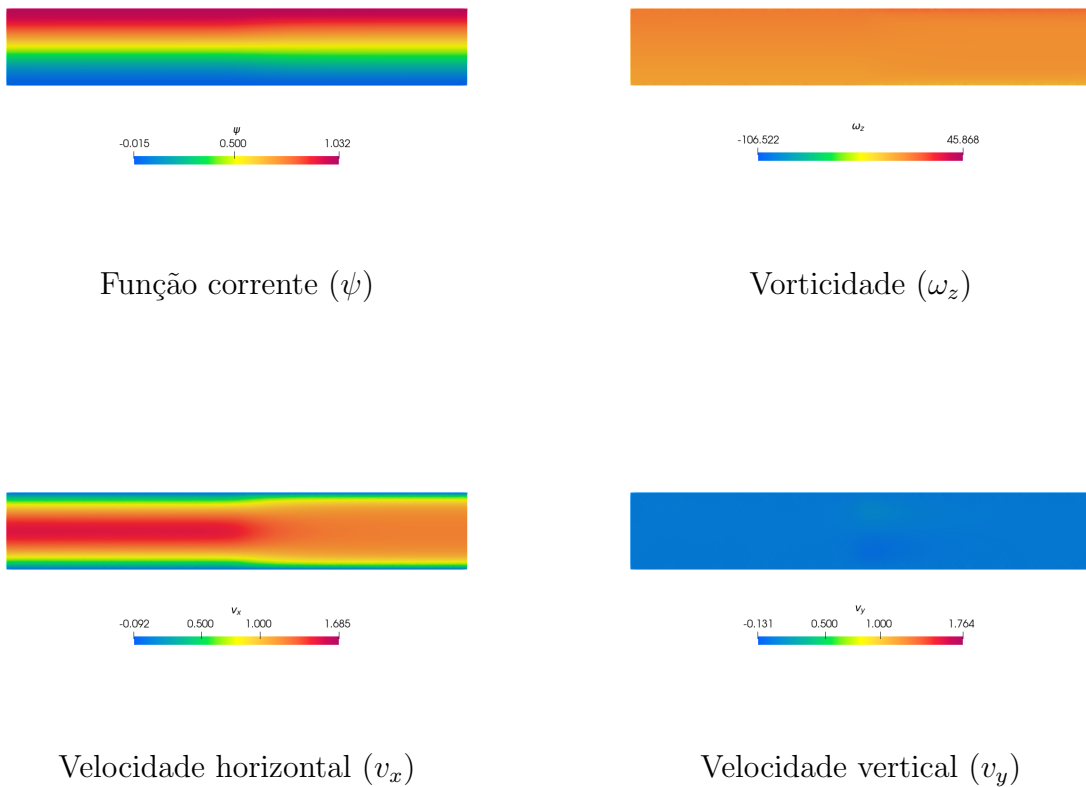 ψ
-0.015 0.500 1.032
ω_z
-106.522 45.868
Função corrente (ψ)
Vorticidade (ω_z)
v_x
-0.092 0.500 1.000 1.685
v_y
-0.131 0.500 1.000 1.764
Velocidade horizontal (v_x)
Velocidade vertical (v_y)